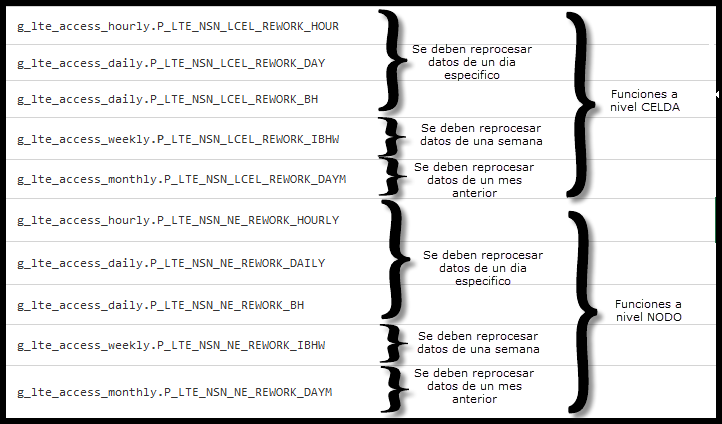 g_lte_access_hourly.P_LTE_NSN_LCEL_REWORK_HOUR
g_lte_access_daily.P_LTE_NSN_LCEL_REWORK_DAY
g_lte_access_daily.P_LTE_NSN_LCEL_REWORK_BH
Se deben reprocesar
datos de un dia
especifico
g_lte_access_weekly.P_LTE_NSN_LCEL_REWORK_IBHW
Se deben reprocesar
datos de una semana
g_lte_access_monthly.P_LTE_NSN_LCEL_REWORK_DAYM
Se deben reprocesar
datos de un mes
anterior
Funciones a
nivel CELDA
g_lte_access_hourly.P_LTE_NSN_NE_REWORK_HOURLY
g_lte_access_daily.P_LTE_NSN_NE_REWORK_DAILY
g_lte_access_daily.P_LTE_NSN_NE_REWORK_BH
Se deben reprocesar
datos de un dia
especifico
g_lte_access_weekly.P_LTE_NSN_NE_REWORK_IBHW
Se deben reprocesar
datos de una semana
g_lte_access_monthly.P_LTE_NSN_NE_REWORK_DAYM
Se deben reprocesar
datos de un mes
anterior
Funciones a
nivel NODO